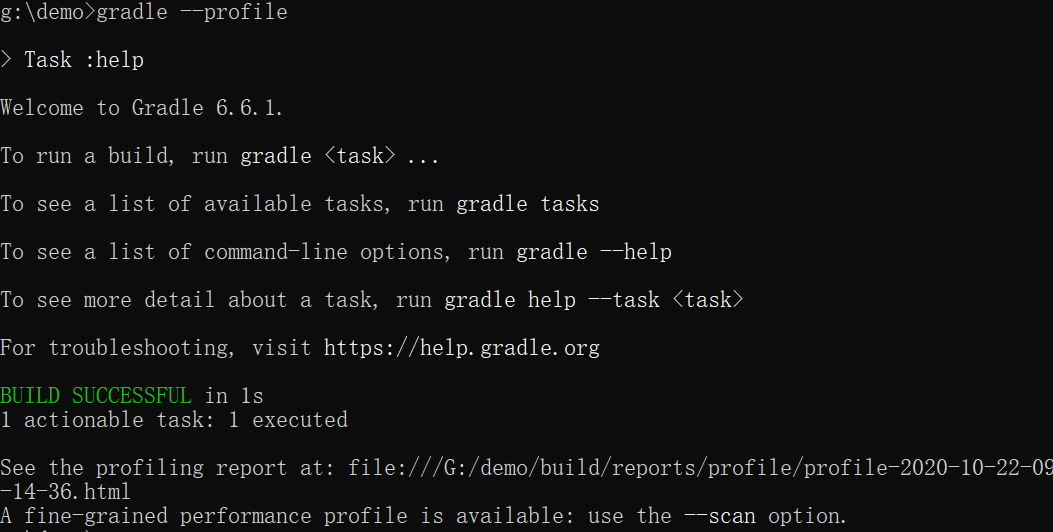 g:\demo>gradle --profile
> Task :help
Welcome to Gradle 6.6.1.
To run a build, run gradle <task> ...
To see a list of available tasks, run gradle tasks
To see a list of command-line options, run gradle --help
To see more detail about a task, run gradle help --task <task>
For troubleshooting, visit https://help.gradle.org
BUILD SUCCESSFUL in 1s
1 actionable task: 1 executed
See the profiling report at: file:///G:/demo/build/reports/profile/profile-2020-10-22-09
-14-36.html
A fine-grained performance profile is available: use the --scan option.